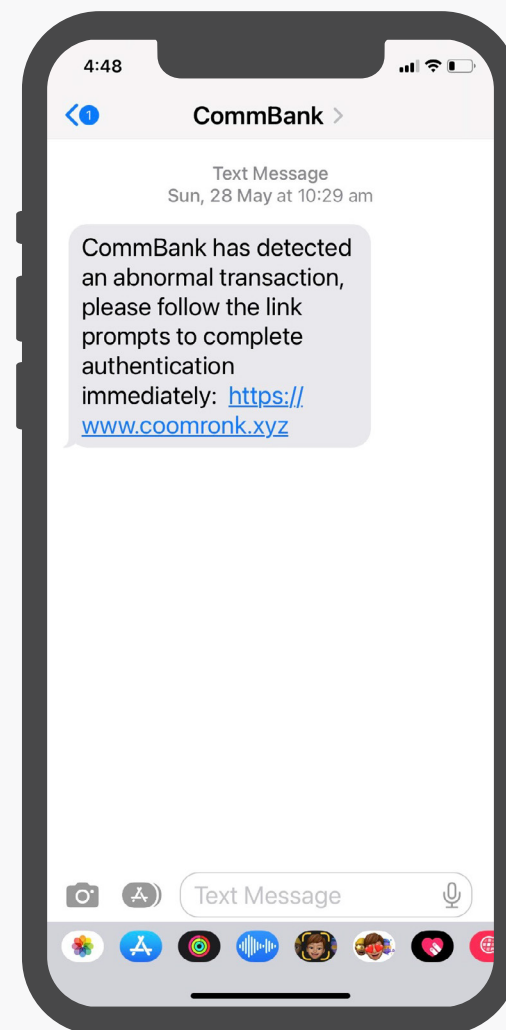 4:48
1
CommBank
Text Message
Sun, 28 May at 10:29 am
CommBank has detected
an abnormal transaction,
please follow the link
prompts to complete
authentication
immediately: https://
www.coomronk.xyz
Text Message